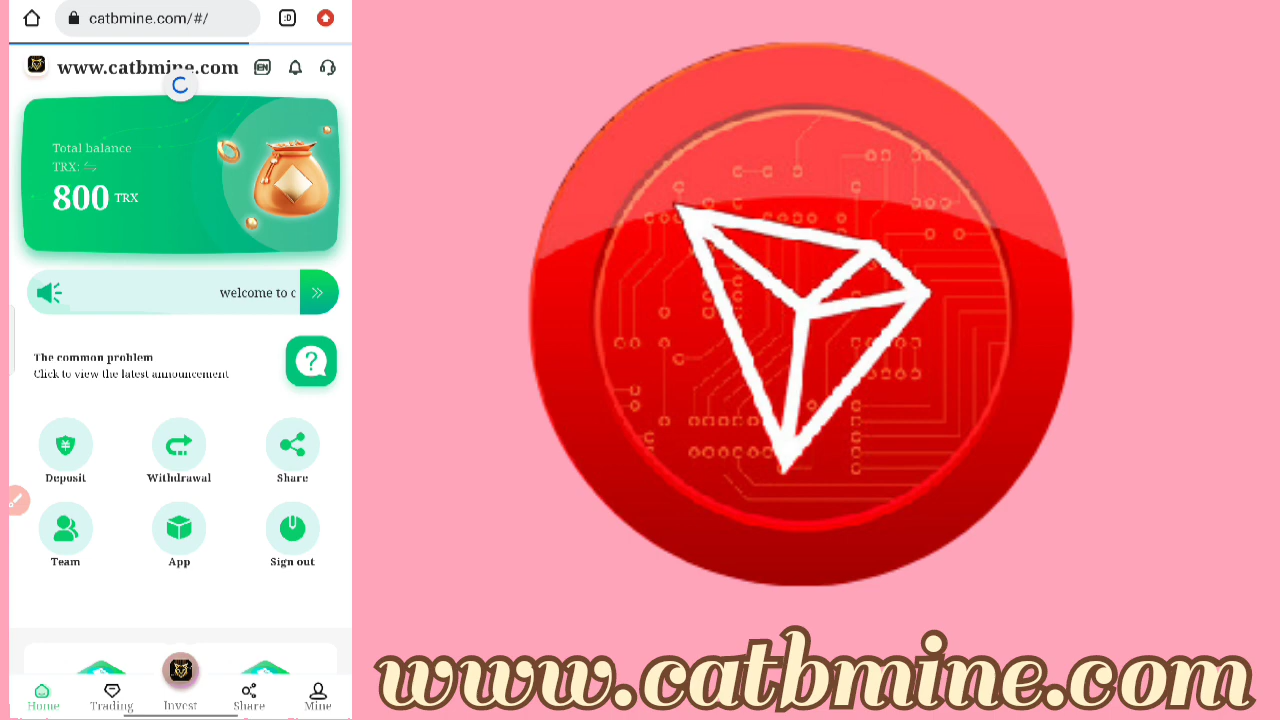 catbmine.com/#/
:D
www.catbmine.com
EN
Total balance
TRX:
800 TRX
welcome to c
The common problem
Click to view the latest announcement
?
Deposit
Withdrawal
Share
Team
App
Sign out
Home
Trading
Invest
Share
Mine
www.catbmine.com